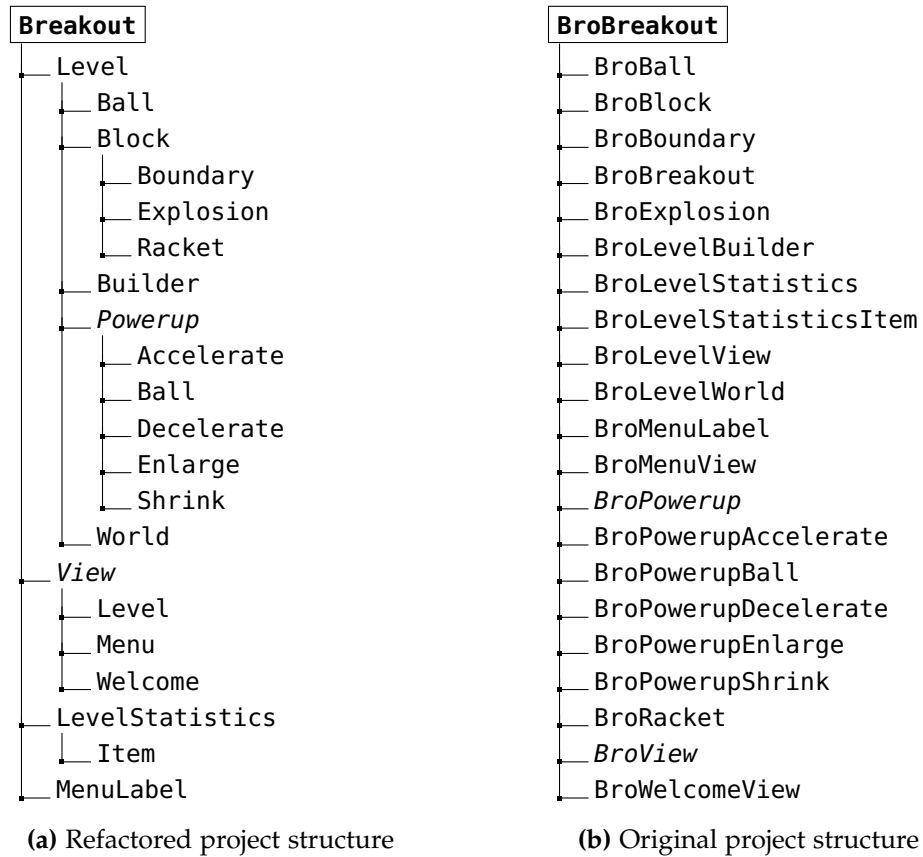 Breakout
Level
Ball
Block
Boundary
Explosion
Racket
Builder
Powerup
Accelerate
Ball
Decelerate
Enlarge
Shrink
World
View
Level
Menu
Welcome
LevelStatistics
Item
MenuLabel
(a) Refactored project structure
BroBreakout
BroBall
BroBlock
BroBoundary
BroBreakout
BroExplosion
BroLevelBuilder
BroLevelStatistics
BroLevelStatisticsItem
BroLevelView
BroLevelWorld
BroMenuLabel
BroMenuView
BroPowerup
BroPowerupAccelerate
BroPowerupBall
BroPowerupDecelerate
BroPowerupEnlarge
BroPowerupShrink
BroRacket
BroView
BroWelcomeView
(b) Original project structure